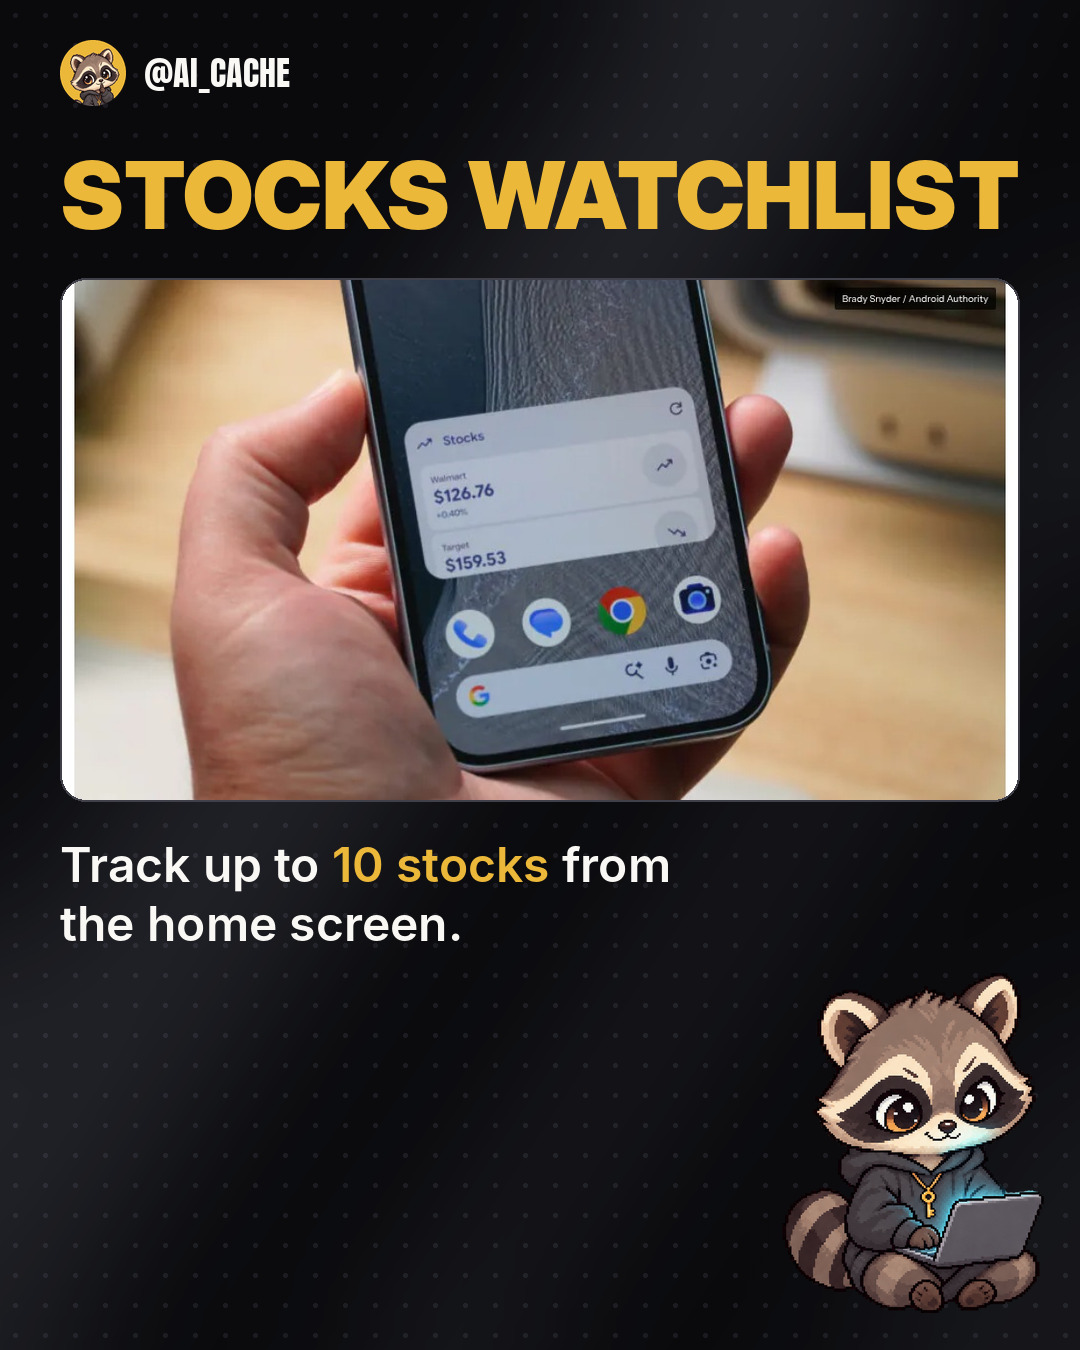 @AI_CACHE
STOCKS WATCHLIST
Brady Snyder / Android Authority
Stocks
Walmart
$126.76
+0.40%
Target
$159.53
G
Track up to 10 stocks from
the home screen.